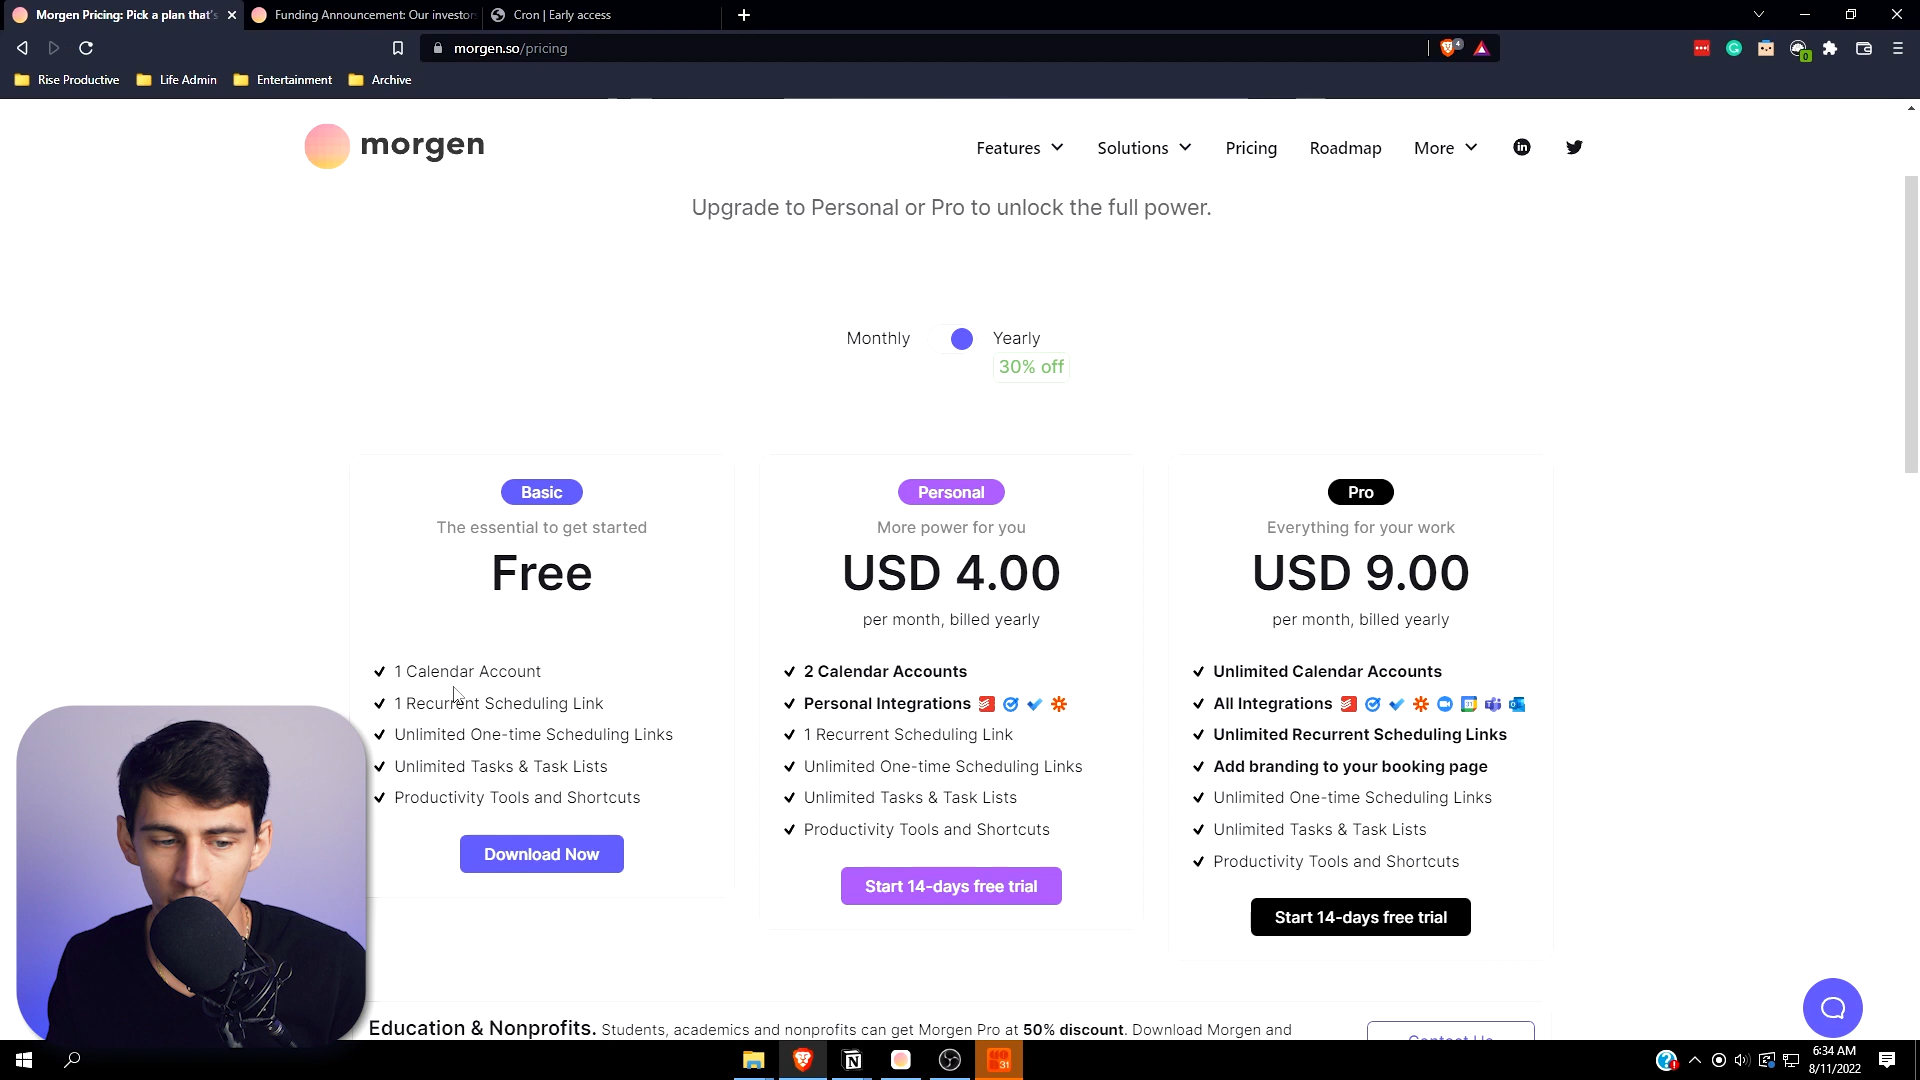 Morgen Pricing: Pick a plan that's
Funding Announcement: Our investors
Cron | Early access
morgen.so/pricing
4
0
Rise Productive
Life Admin
Entertainment
Archive
morgen
Features
Solutions
Pricing
Roadmap
More
in
Upgrade to Personal or Pro to unlock the full power.
Monthly
Yearly
30% off
Basic
The essential to get started
Free
1 Calendar Account
1 Recurrent Scheduling Link
Unlimited One-time Scheduling Links
Unlimited Tasks & Task Lists
Productivity Tools and Shortcuts
Download Now
Personal
More power for you
USD 4.00
per month, billed yearly
2 Calendar Accounts
Personal Integrations
1 Recurrent Scheduling Link
Unlimited One-time Scheduling Links
Unlimited Tasks & Task Lists
Productivity Tools and Shortcuts
Start 14-days free trial
Pro
Everything for your work
USD 9.00
per month, billed yearly
Unlimited Calendar Accounts
All Integrations
Unlimited Recurrent Scheduling Links
Add branding to your booking page
Unlimited One-time Scheduling Links
Unlimited Tasks & Task Lists
Productivity Tools and Shortcuts
Start 14-days free trial
Education & Nonprofits. Students, academics and nonprofits can get Morgen Pro at 50% discount. Download Morgen and
Contact Us
31
6:34 AM
8/11/2022